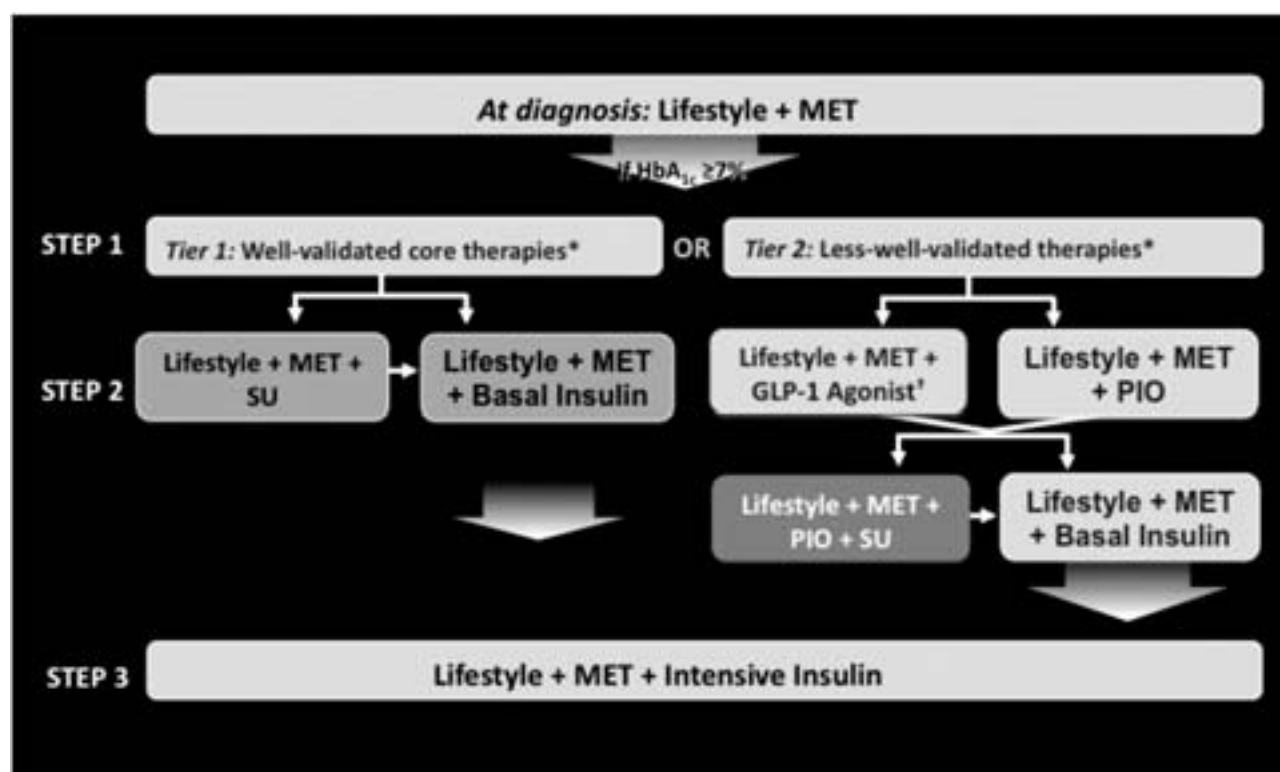 At diagnosis: Lifestyle + MET
If HbA1c ≥7%
STEP 1
Tier 1: Well-validated core therapies*
OR
Tier 2: Less-well-validated therapies*
STEP 2
Lifestyle + MET +
SU
Lifestyle + MET
+ Basal Insulin
Lifestyle + MET +
GLP-1 Agonist†
Lifestyle + MET
+ PIO
Lifestyle + MET +
PIO + SU
Lifestyle + MET
+ Basal Insulin
STEP 3
Lifestyle + MET + Intensive Insulin